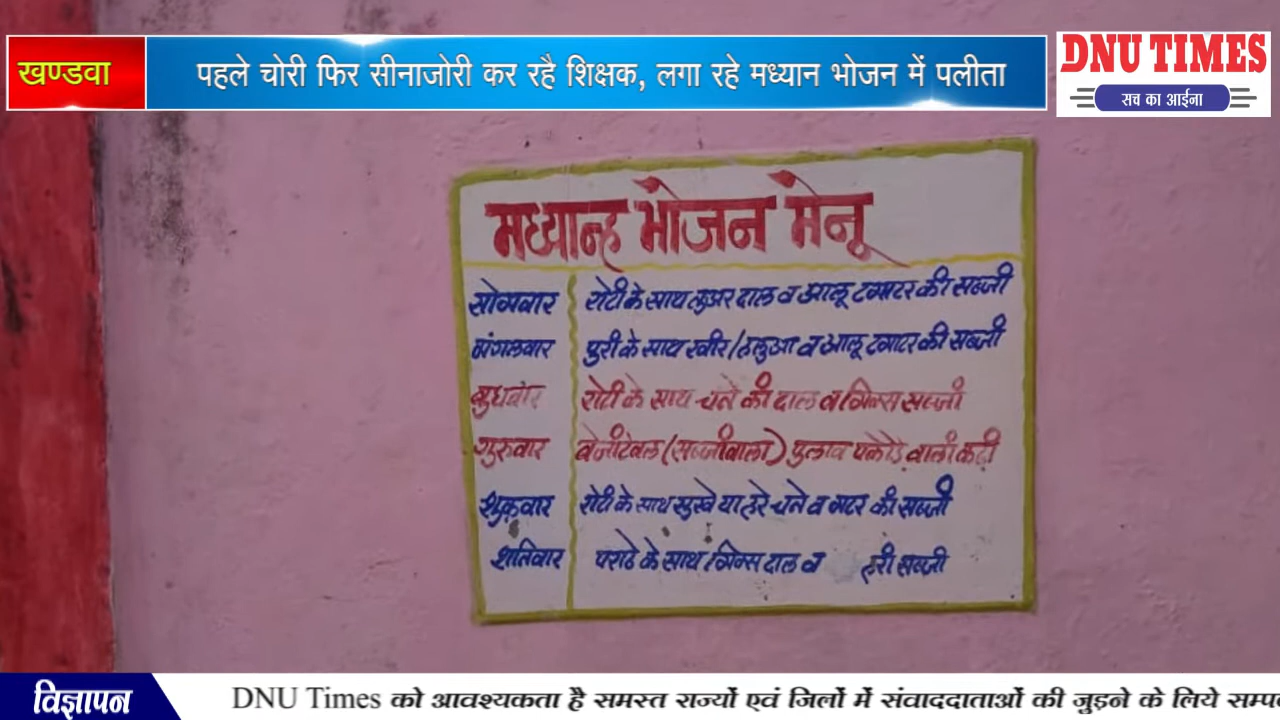 खण्डवा
पहले चोरी फिर सीनाजोरी कर रहै शिक्षक, लगा रहे मध्यान भोजन में पलीता
DNU TIMES
सच का आईना
मध्यान्ह भोजन मेनू
सोमवार रोटी के साथ तुअर दाल व आलू टमाटर की सब्जी
मंगलवार पुरी के साथ खीर/हलुआ व आलू टमाटर की सब्जी
बुधवार रोटी के साथ चने की दाल व मिक्स सब्जी
गुरुवार वेजीटेबल (सब्जीवाला) पुलाव पकोड़े वाली कढ़ी
शुक्रवार रोटी के साथ सुखे या हरे चने व मटर की सब्जी
शनिवार पराठे के साथ मिक्स दाल व हरी सब्जी
विज्ञापन
DNU Times को आवश्यकता है समस्त राज्यों एवं जिलों में संवाददाताओं की जुड़ने के लिये सम्प